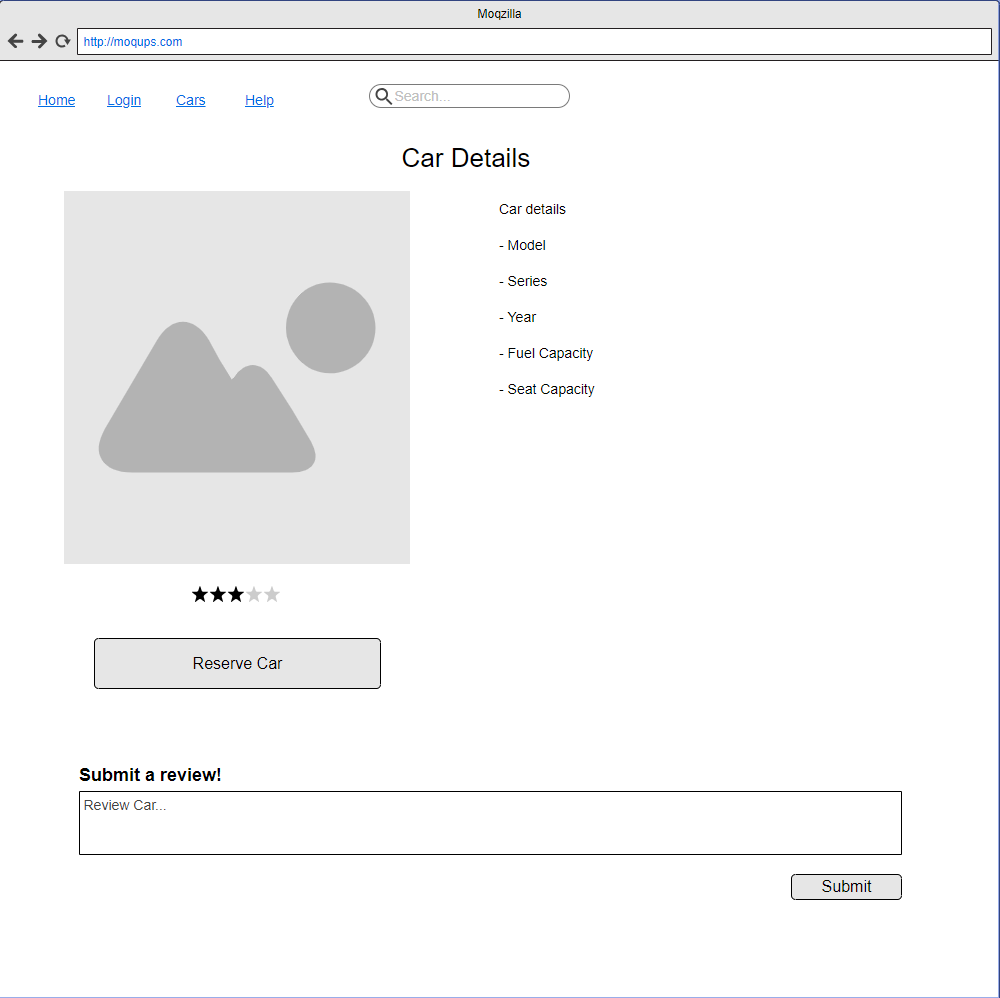 Moqzilla
http://moqups.com
Home Login Cars Help Search...
Car Details
Car details
- Model
- Series
- Year
- Fuel Capacity
- Seat Capacity
Reserve Car
Submit a review!
Review Car...
Submit